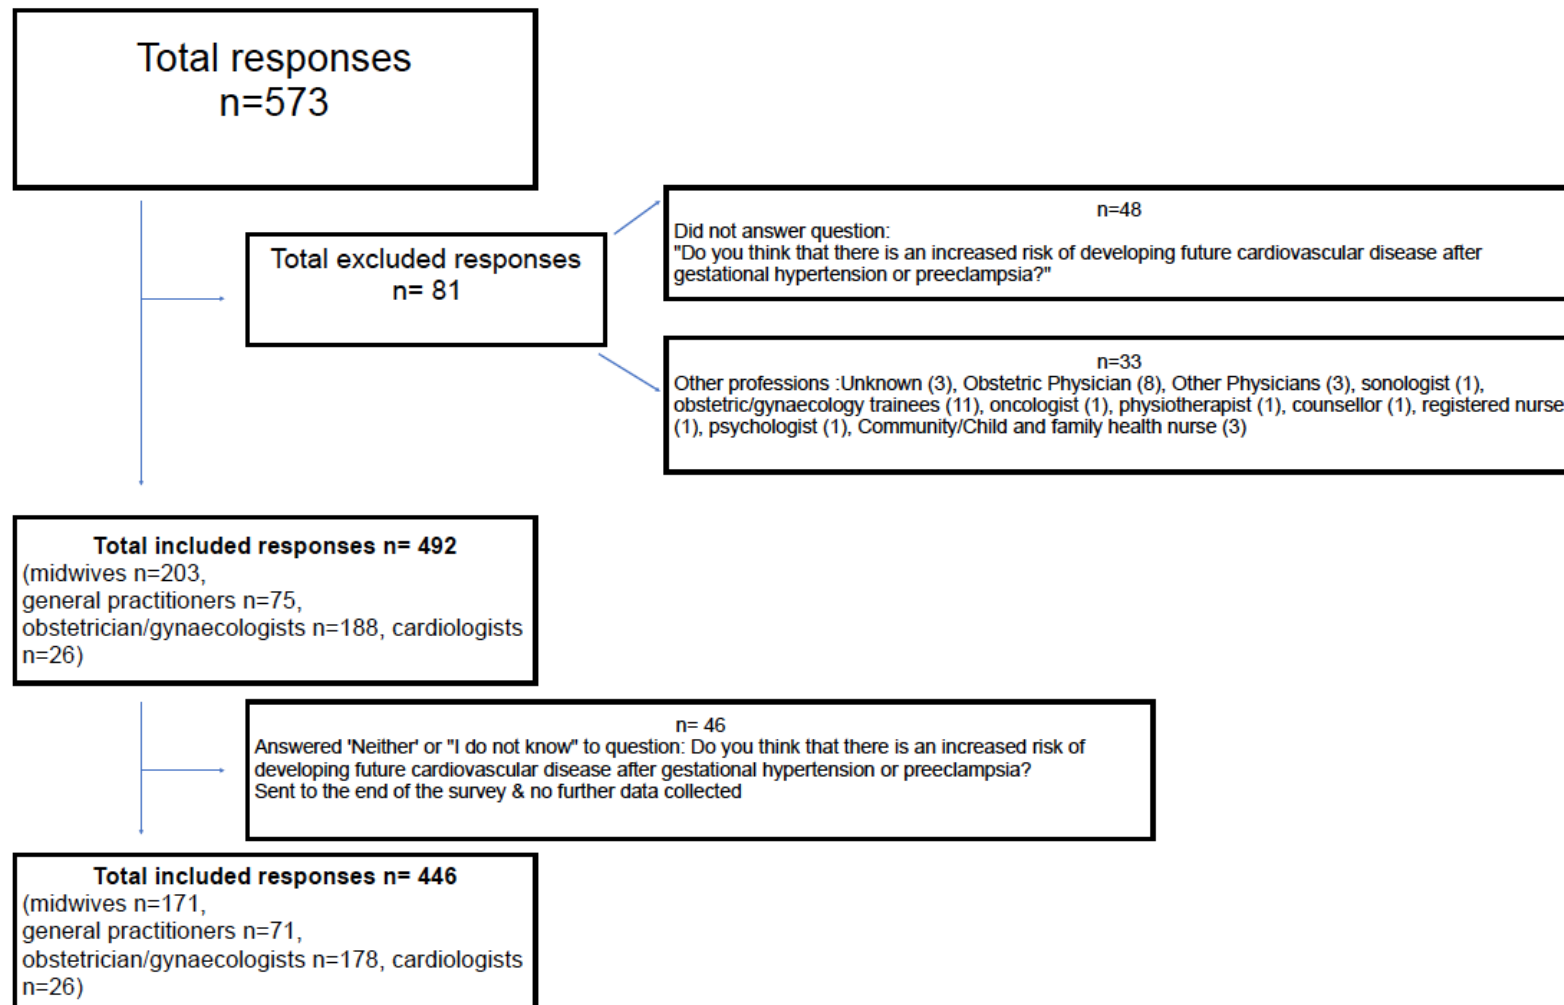 Total responses
n=573
Total excluded responses
n= 81
n=48
Did not answer question:
"Do you think that there is an increased risk of developing future cardiovascular disease after
gestational hypertension or preeclampsia?"
n=33
Other professions :Unknown (3), Obstetric Physician (8), Other Physicians (3), sonologist (1),
obstetric/gynaecology trainees (11), oncologist (1), physiotherapist (1), counsellor (1), registered nurse
(1), psychologist (1), Community/Child and family health nurse (3)
Total included responses n= 492
(midwives n=203,
general practitioners n=75,
obstetrician/gynaecologists n=188, cardiologists
n=26)
n= 46
Answered 'Neither' or "I do not know" to question: Do you think that there is an increased risk of
developing future cardiovascular disease after gestational hypertension or preeclampsia?
Sent to the end of the survey & no further data collected
Total included responses n= 446
(midwives n=171,
general practitioners n=71,
obstetrician/gynaecologists n=178, cardiologists
n=26)